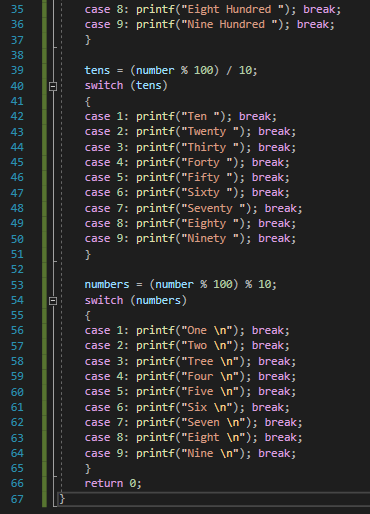 35 case 8: printf("Eight Hundred "); break;
36 case 9: printf("Nine Hundred "); break;
37 }
38
39 tens = (number % 100) / 10;
40 switch (tens)
41 {
42 case 1: printf("Ten "); break;
43 case 2: printf("Twenty "); break;
44 case 3: printf("Thirty "); break;
45 case 4: printf("Forty "); break;
46 case 5: printf("Fifty "); break;
47 case 6: printf("Sixty "); break;
48 case 7: printf("Seventy "); break;
49 case 8: printf("Eighty "); break;
50 case 9: printf("Ninety "); break;
51 }
52
53 numbers = (number % 100) % 10;
54 switch (numbers)
55 {
56 case 1: printf("One \n"); break;
57 case 2: printf("Two \n"); break;
58 case 3: printf("Tree \n"); break;
59 case 4: printf("Four \n"); break;
60 case 5: printf("Five \n"); break;
61 case 6: printf("Six \n"); break;
62 case 7: printf("Seven \n"); break;
63 case 8: printf("Eight \n"); break;
64 case 9: printf("Nine \n"); break;
65 }
66 return 0;
67 }